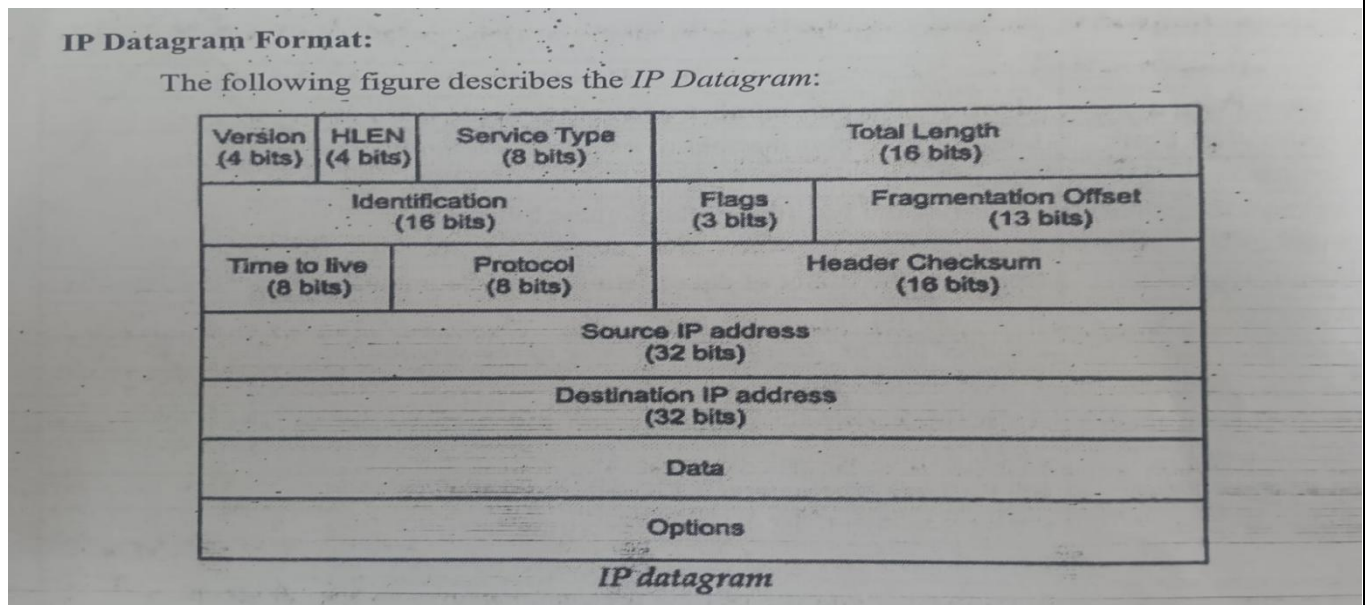 IP Datagram Format:
The following figure describes the IP Datagram:
Version HLEN Service Type Total Length
(4 bits) (4 bits) (8 bits) (16 bits)
Identification Flags Fragmentation Offset
(16 bits) (3 bits) (13 bits)
Time to live Protocol Header Checksum
(8 bits) (8 bits) (16 bits)
Source IP address
(32 bits)
Destination IP address
(32 bits)
Data
Options
IP datagram